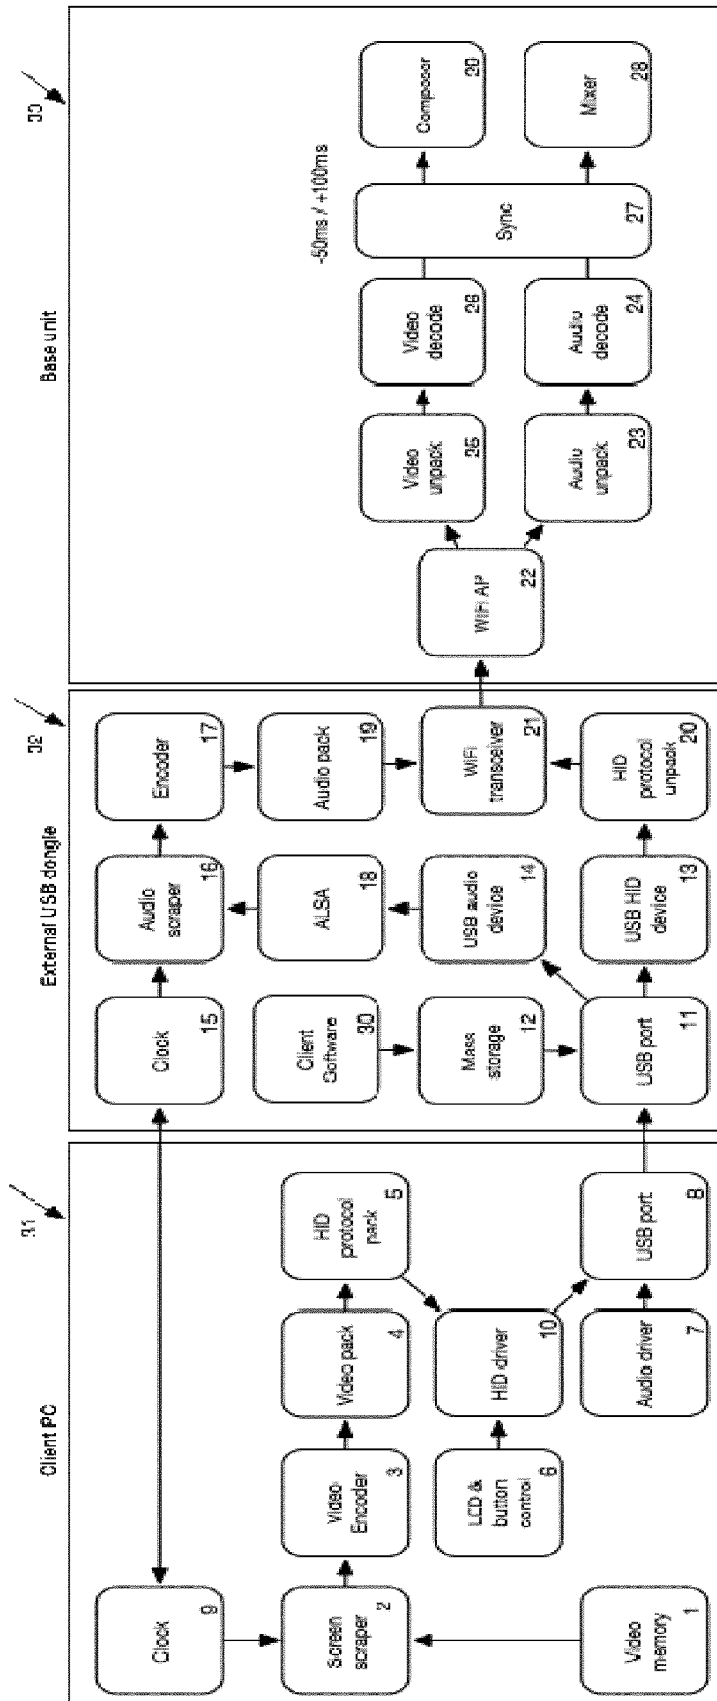 Client PC
31
Clock
9
Screen
scraper
2
Video
memory
1
Video
Encoder
3
Video pack
4
HID
protocol
pack
5
LCD &
button
control
6
HID driver
10
Audio driver
7
USB port
8
External USB dongle
32
Clock
15
Audio
scraper
16
Encoder
17
Client
Software
30
ALSA
18
Audio pack
19
Mass
storage
12
USB audio
device
14
WiFi
transceiver
21
USB port
11
USB HID
device
13
HID
protocol
unpack
20
Base unit
33
WiFi AP
22
Video
unpack
25
Video
decode
26
Audio
unpack
23
Audio
decode
24
-50ms / +100ms
Sync
27
Composer
Mixer
28